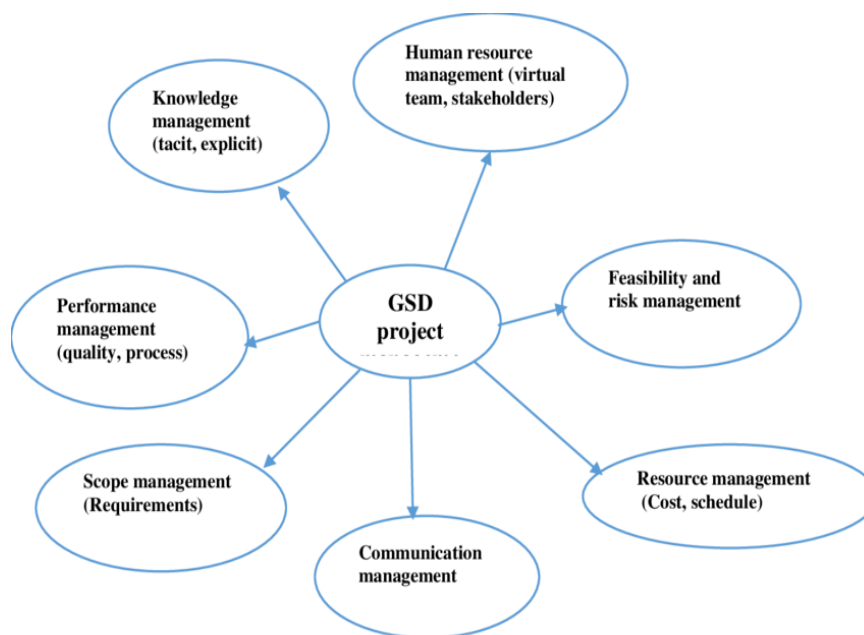 Human resource
management (virtual
team, stakeholders)
Knowledge
management
(tacit, explicit)
Feasibility and
risk management
GSD
project
Performance
management
(quality, process)
Scope management
(Requirements)
Resource management
(Cost, schedule)
Communication
management